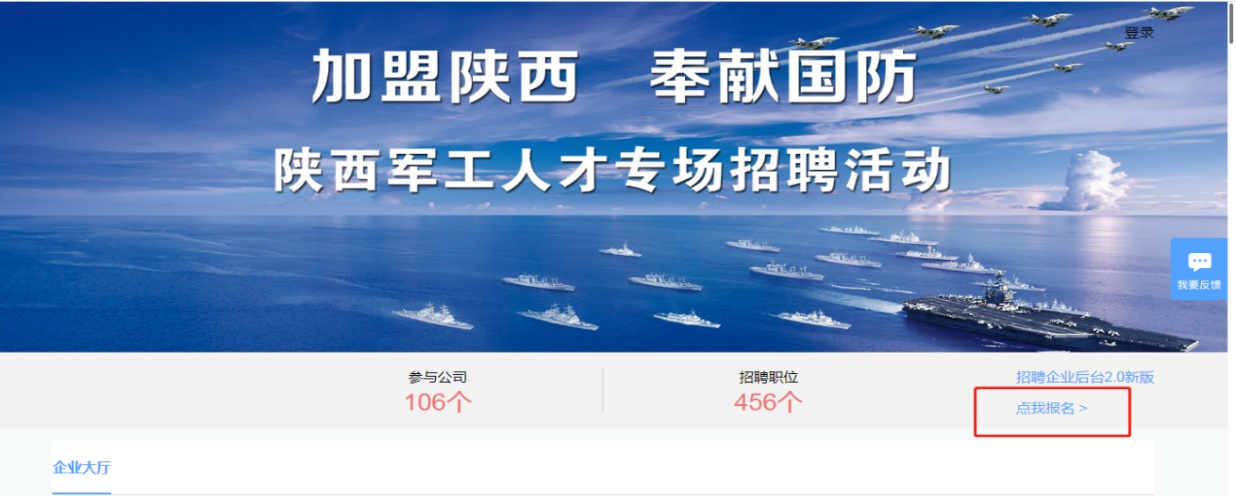 登录
加盟陕西 奉献国防
陕西军工人才专场招聘活动
我要反馈
参与公司
106个
招聘职位
456个
招聘企业后台2.0新版
点我报名 >
企业大厅